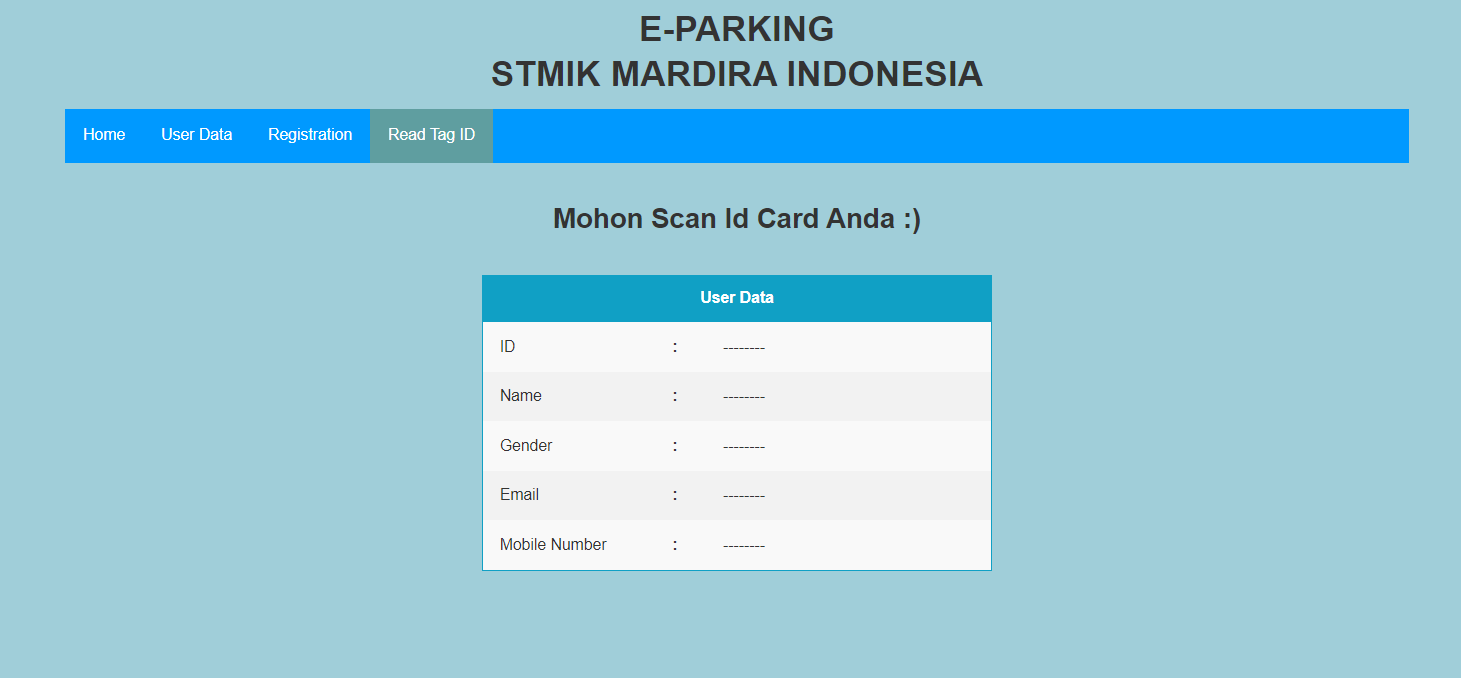 E-PARKING
STMIK MARDIRA INDONESIA
Home User Data Registration Read Tag ID
Mohon Scan Id Card Anda :)
User Data
ID : --------
Name : --------
Gender : --------
Email : --------
Mobile Number : --------